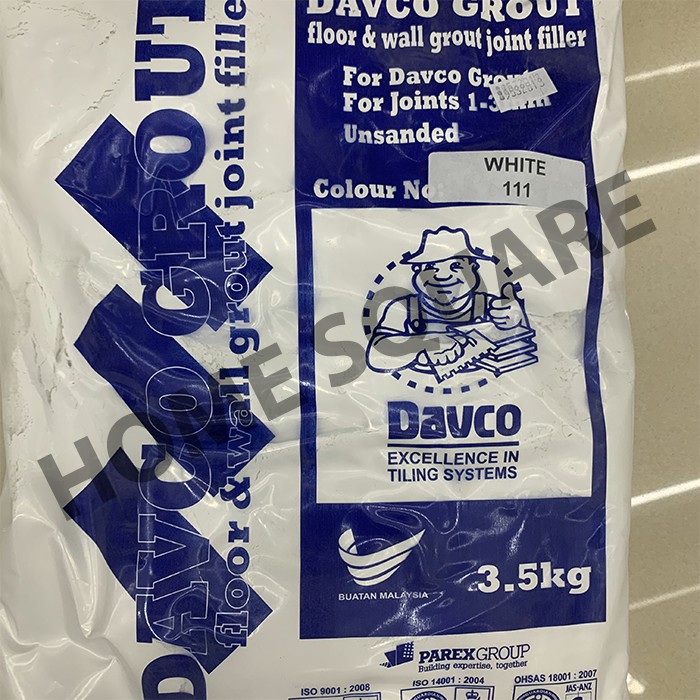 DAVCO GROUT
floor & wall grout joint filler
DAVCO GROUT
floor & wall grout joint filler
For Davco
For Joints
Unsanded
WHITE
Colour No:
111
Davco
EXCELLENCE IN
TILING SYSTEMS
BUATAN MALAYSIA
3.5kg
PAREXGROUP
Building expertise, together
ISO 9001 : 2008
ISO 14001 : 2004
OHSAS 18001 : 2007
JAS-ANZ
HOME SQUARE